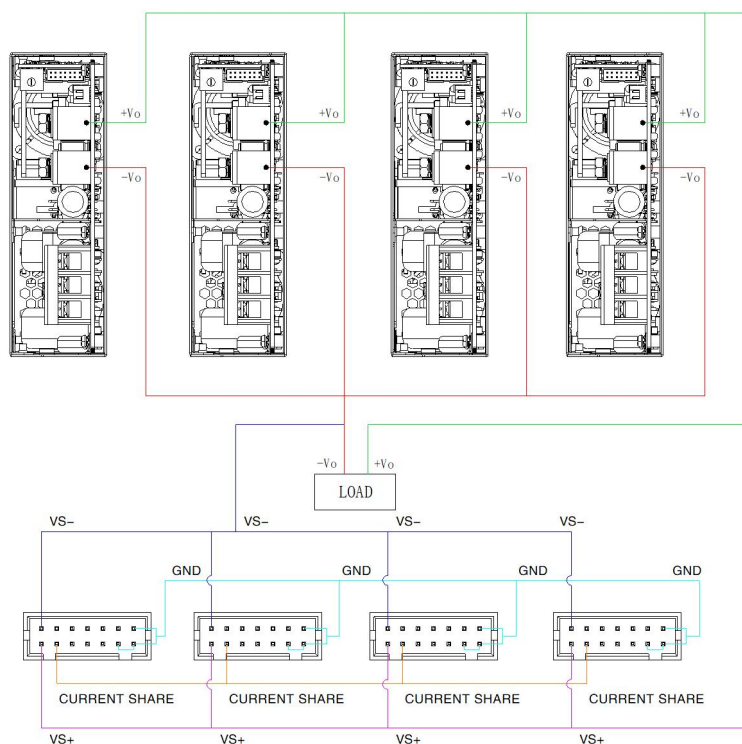 +Vo +Vo +Vo +Vo
-Vo -Vo -Vo -Vo
-Vo +Vo
LOAD
VS– VS– VS– VS–
GND GND GND GND
CURRENT SHARE CURRENT SHARE CURRENT SHARE CURRENT SHARE
VS+ VS+ VS+ VS+